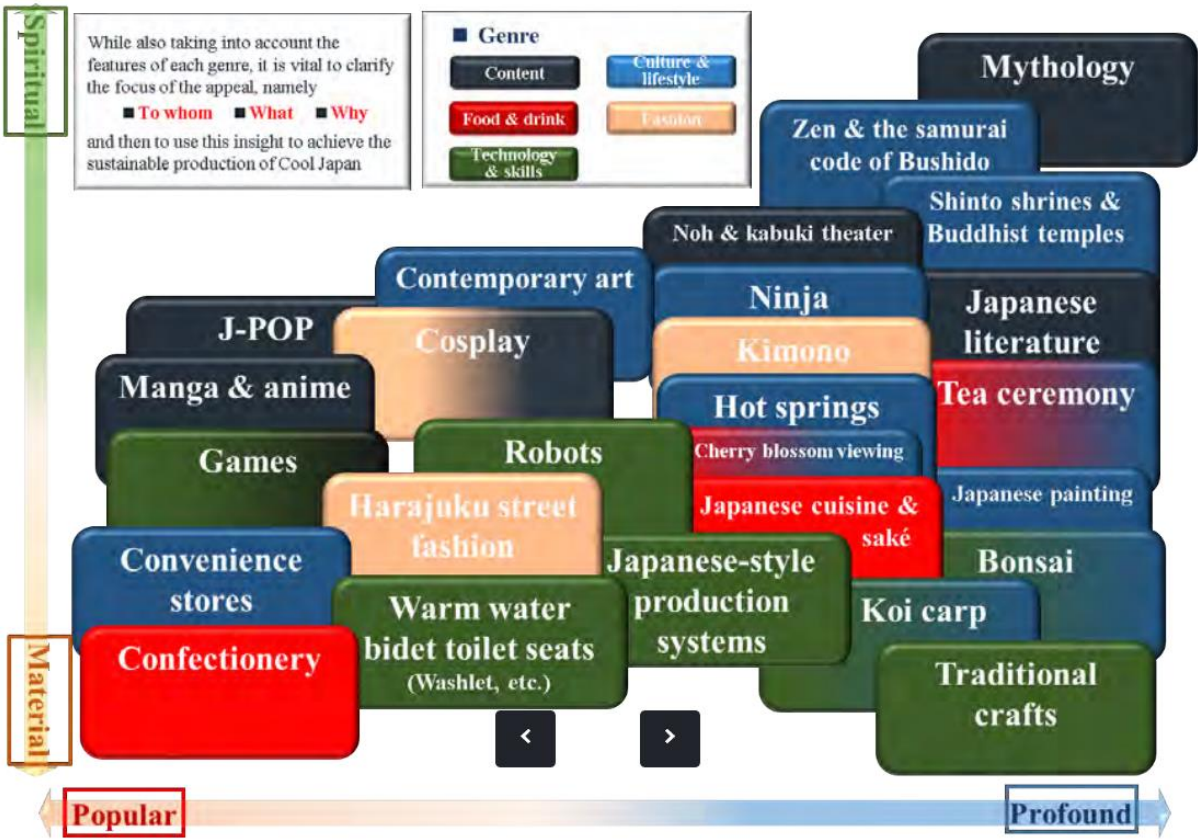 Spiritual
While also taking into account the
features of each genre, it is vital to clarify
the focus of the appeal, namely
■ To whom ■ What ■ Why
and then to use this insight to achieve the
sustainable production of Cool Japan
■ Genre
Content
Culture &
lifestyle
Food & drink
Fashion
Technology
& skills
Mythology
Zen & the samurai
code of Bushido
Shinto shrines &
Buddhist temples
Noh & kabuki theater
Contemporary art
Ninja
Japanese
literature
J-POP
Cosplay
Kimono
Manga & anime
Hot springs
Tea ceremony
Games
Robots
Cherry blossom viewing
Harajuku street
fashion
Japanese cuisine &
saké
Japanese painting
Convenience
stores
Japanese-style
production
systems
Bonsai
Warm water
bidet toilet seats
(Washlet, etc.)
Koi carp
Confectionery
Traditional
crafts
Material
Popular
Profound